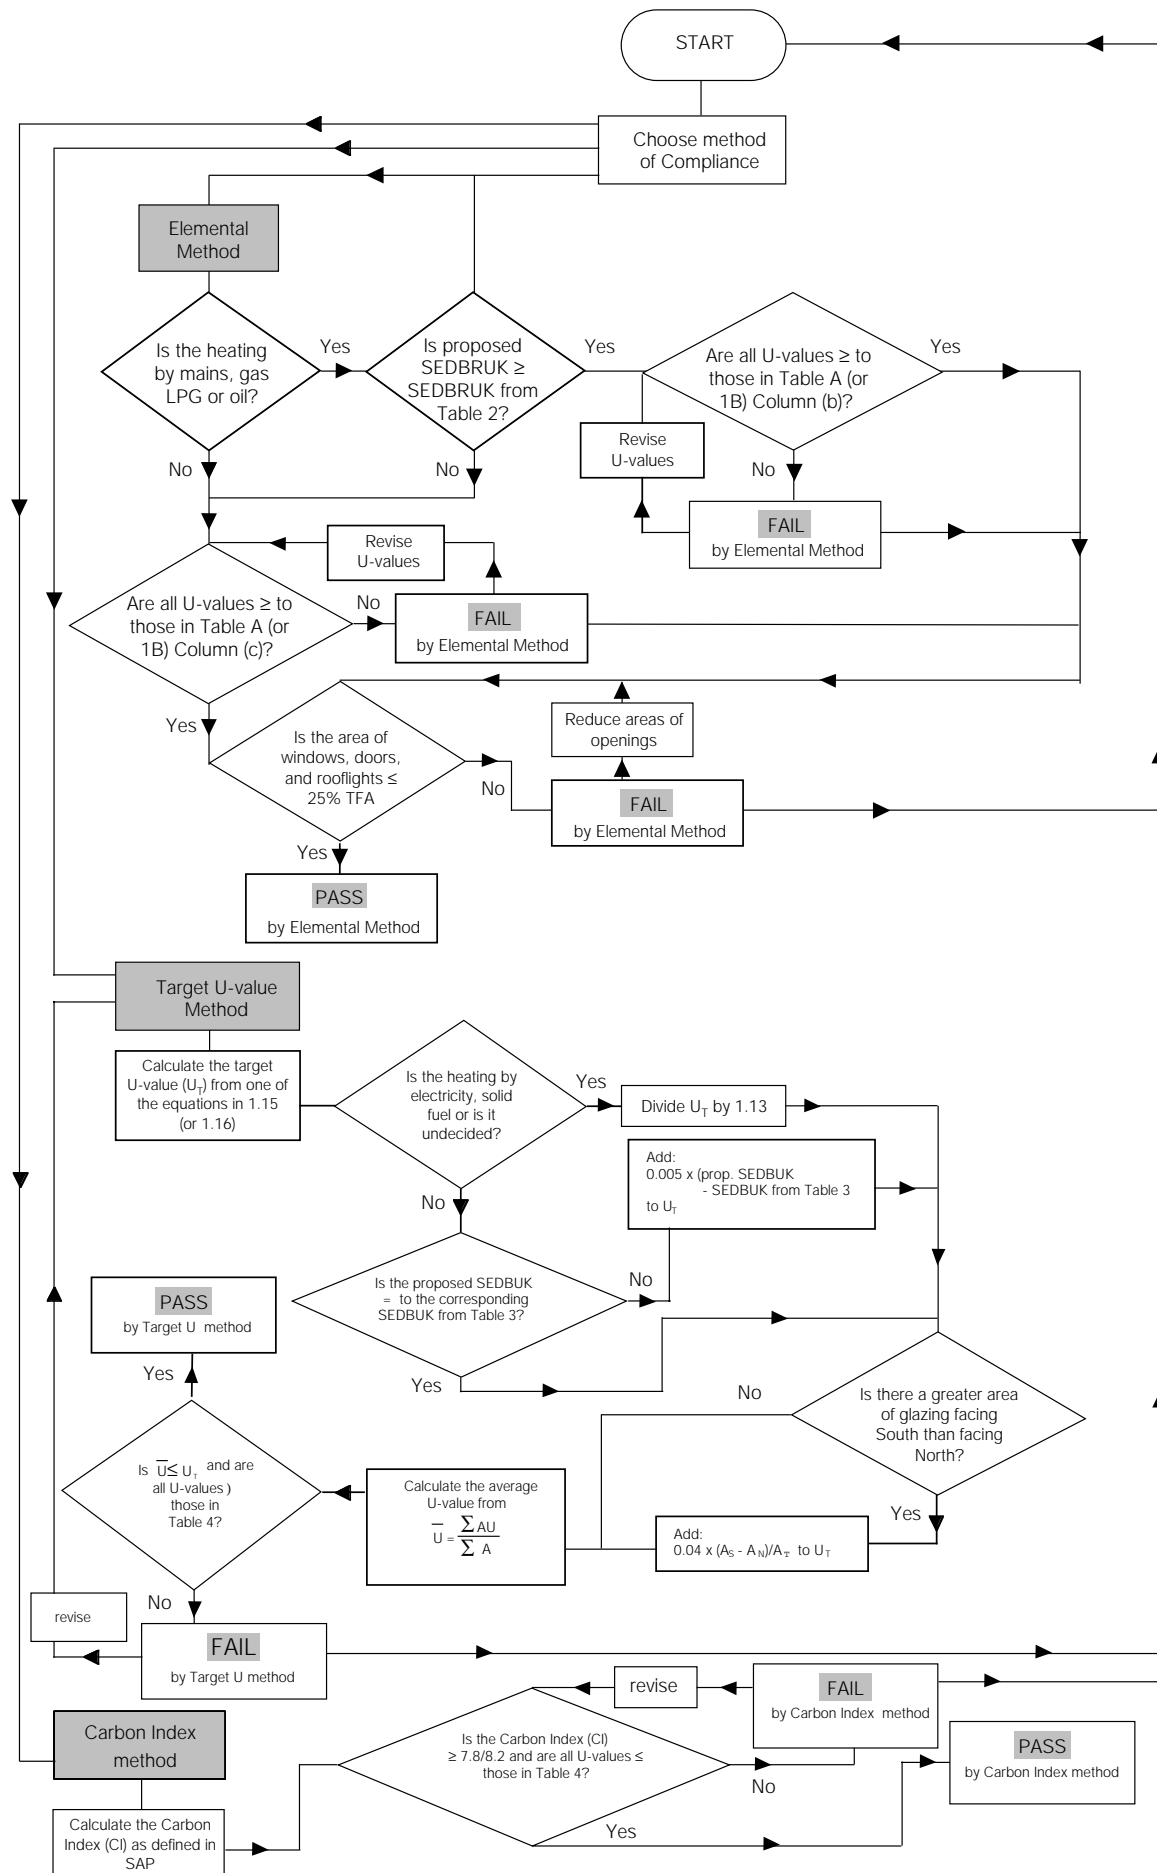 START
Choose method
of Compliance
Elemental
Method
Is the heating
by mains, gas
LPG or oil?
Yes
No
Is proposed
SEDBRUK ≥
SEDBRUK from
Table 2?
Yes
No
Are all U-values ≥ to
those in Table A (or
1B) Column (b)?
Yes
No
Revise
U-values
FAIL
by Elemental Method
Revise
U-values
Are all U-values ≥ to
those in Table A (or
1B) Column (c)?
No
FAIL
by Elemental Method
Yes
Is the area of
windows, doors,
and rooflights ≤
25% TFA
No
Reduce areas of
openings
FAIL
by Elemental Method
Yes
PASS
by Elemental Method
Target U-value
Method
Calculate the target
U-value (U_T) from one of
the equations in 1.15
(or 1.16)
Is the heating by
electricity, solid
fuel or is it
undecided?
Yes
Divide U_T by 1.13
No
Add:
0.005 x (prop. SEDBUK
- SEDBUK from Table 3
to U_T
Is the proposed SEDBUK
= to the corresponding
SEDBUK from Table 3?
No
Yes
Is there a greater area
of glazing facing
South than facing
North?
No
Yes
Add:
0.04 x (A_S - A_N)/A_T to U_T
Calculate the average
U-value from
U̅ = ∑ AU
∑ A
Is U̅ ≤ U_T and are
all U-values )
those in
Table 4?
Yes
PASS
by Target U method
No
revise
FAIL
by Target U method
Carbon Index
method
Calculate the Carbon
Index (CI) as defined in
SAP
Is the Carbon Index (CI)
≥ 7.8/8.2 and are all U-values ≤
those in Table 4?
revise
FAIL
by Carbon Index method
No
Yes
PASS
by Carbon Index method